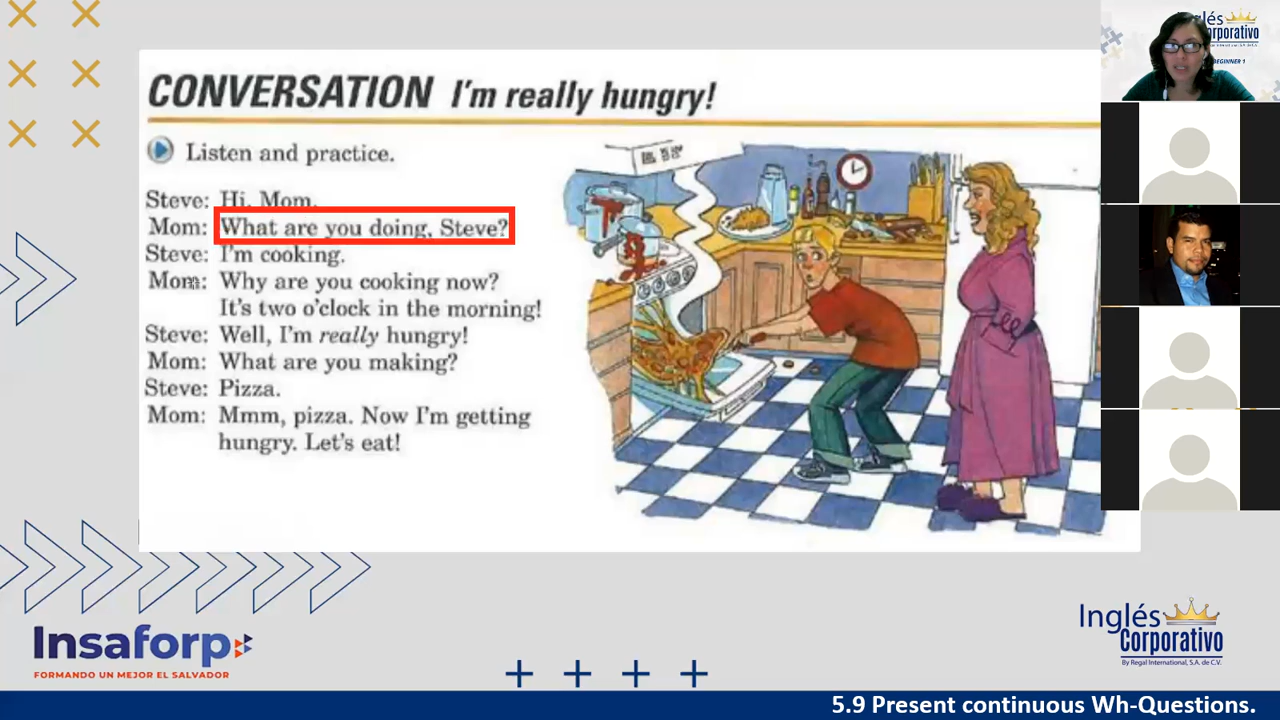 CONVERSATION I'm really hungry!
Listen and practice.
Steve: Hi, Mom.
Mom: What are you doing, Steve?
Steve: I'm cooking.
Mom: Why are you cooking now?
It's two o'clock in the morning!
Steve: Well, I'm really hungry!
Mom: What are you making?
Steve: Pizza.
Mom: Mmm, pizza. Now I'm getting
hungry. Let's eat!
Insaforp
FORMANDO UN MEJOR EL SALVADOR
Inglés
Corporativo
By Regal International, S.A. de C.V.
5.9 Present continuous Wh-Questions.